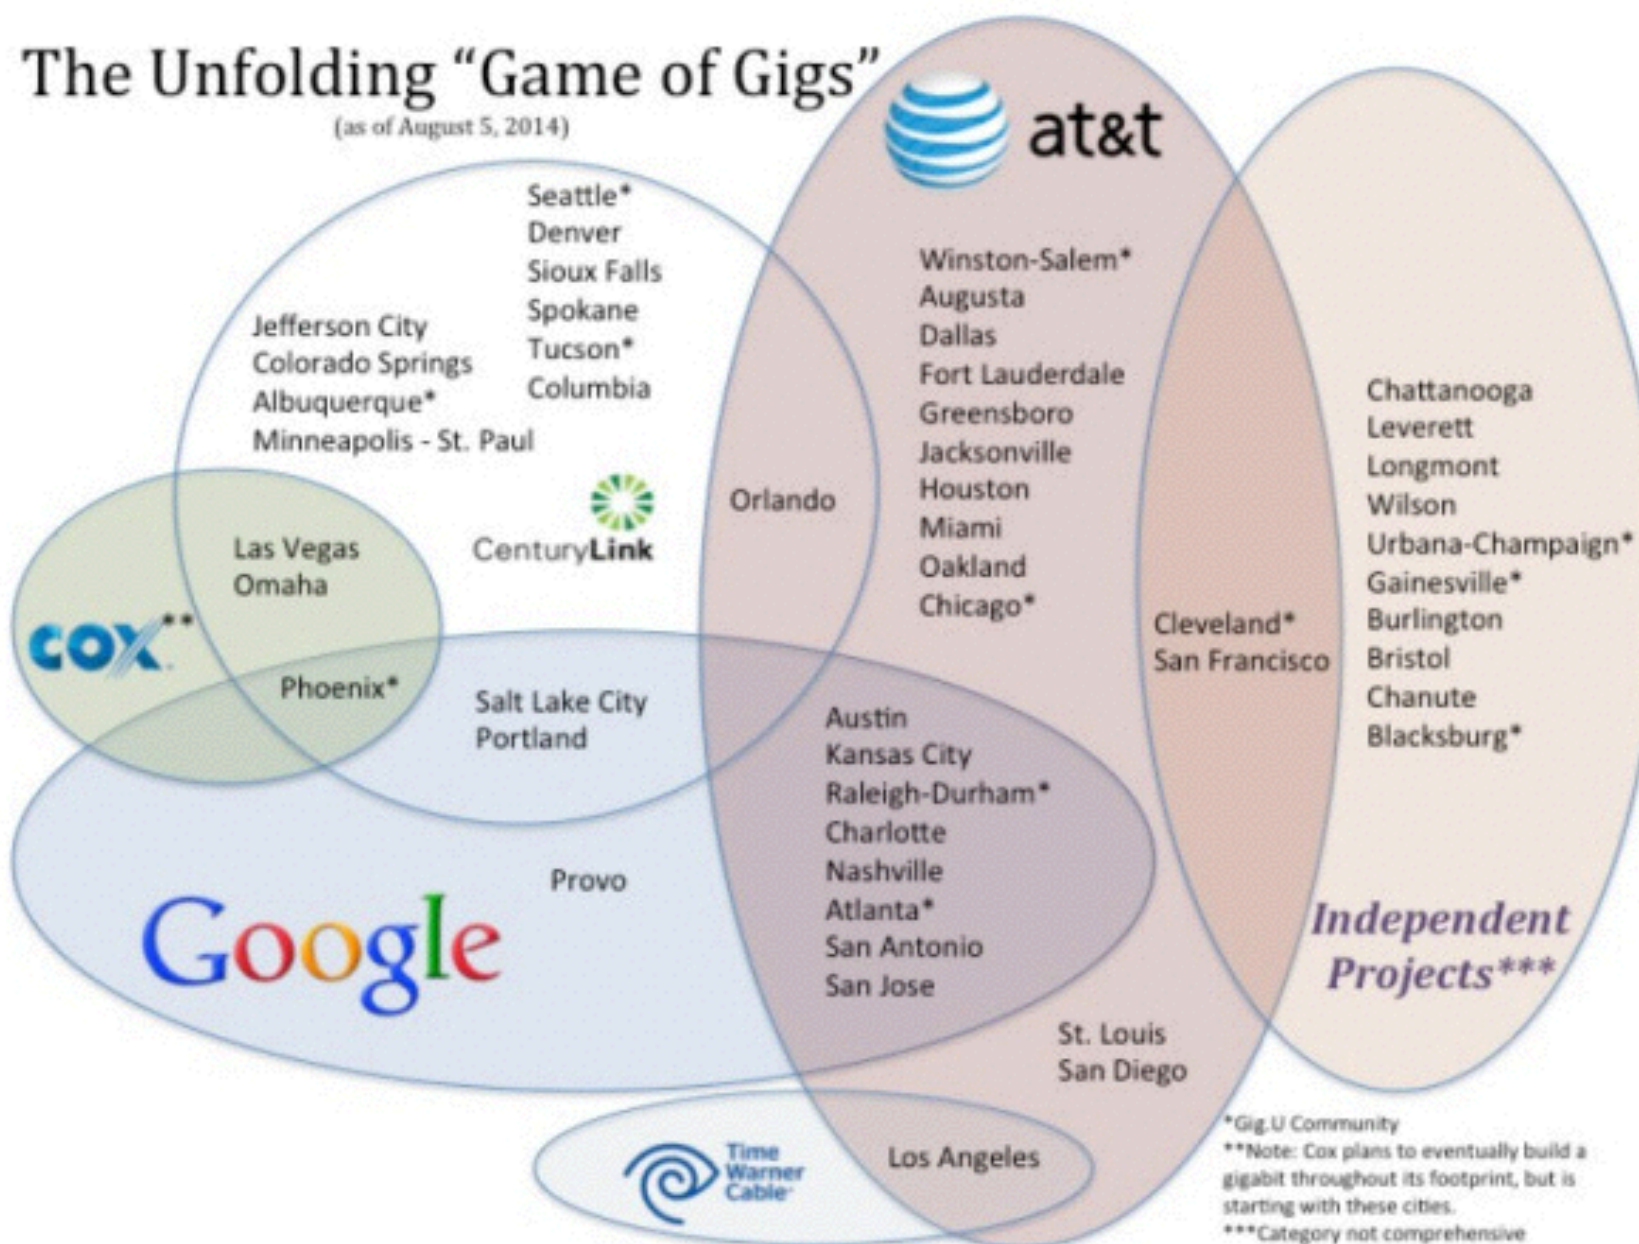 The Unfolding “Game of Gigs”
(as of August 5, 2014)
at&t
Seattle*
Denver
Sioux Falls
Spokane
Tucson*
Columbia
Jefferson City
Colorado Springs
Albuquerque*
Minneapolis - St. Paul
CenturyLink
Orlando
Winston-Salem*
Augusta
Dallas
Fort Lauderdale
Greensboro
Jacksonville
Houston
Miami
Oakland
Chicago*
Cleveland*
San Francisco
Chattanooga
Leverett
Longmont
Wilson
Urbana-Champaign*
Gainesville*
Burlington
Bristol
Chanute
Blacksburg*
Independent
Projects***
Las Vegas
Omaha
COX**
Phoenix*
Salt Lake City
Portland
Austin
Kansas City
Raleigh-Durham*
Charlotte
Nashville
Atlanta*
San Antonio
San Jose
Provo
Google
St. Louis
San Diego
Time
Warner
Cable
Los Angeles
*Gig.U Community
**Note: Cox plans to eventually build a
gigabit throughout its footprint, but is
starting with these cities.
***Category not comprehensive